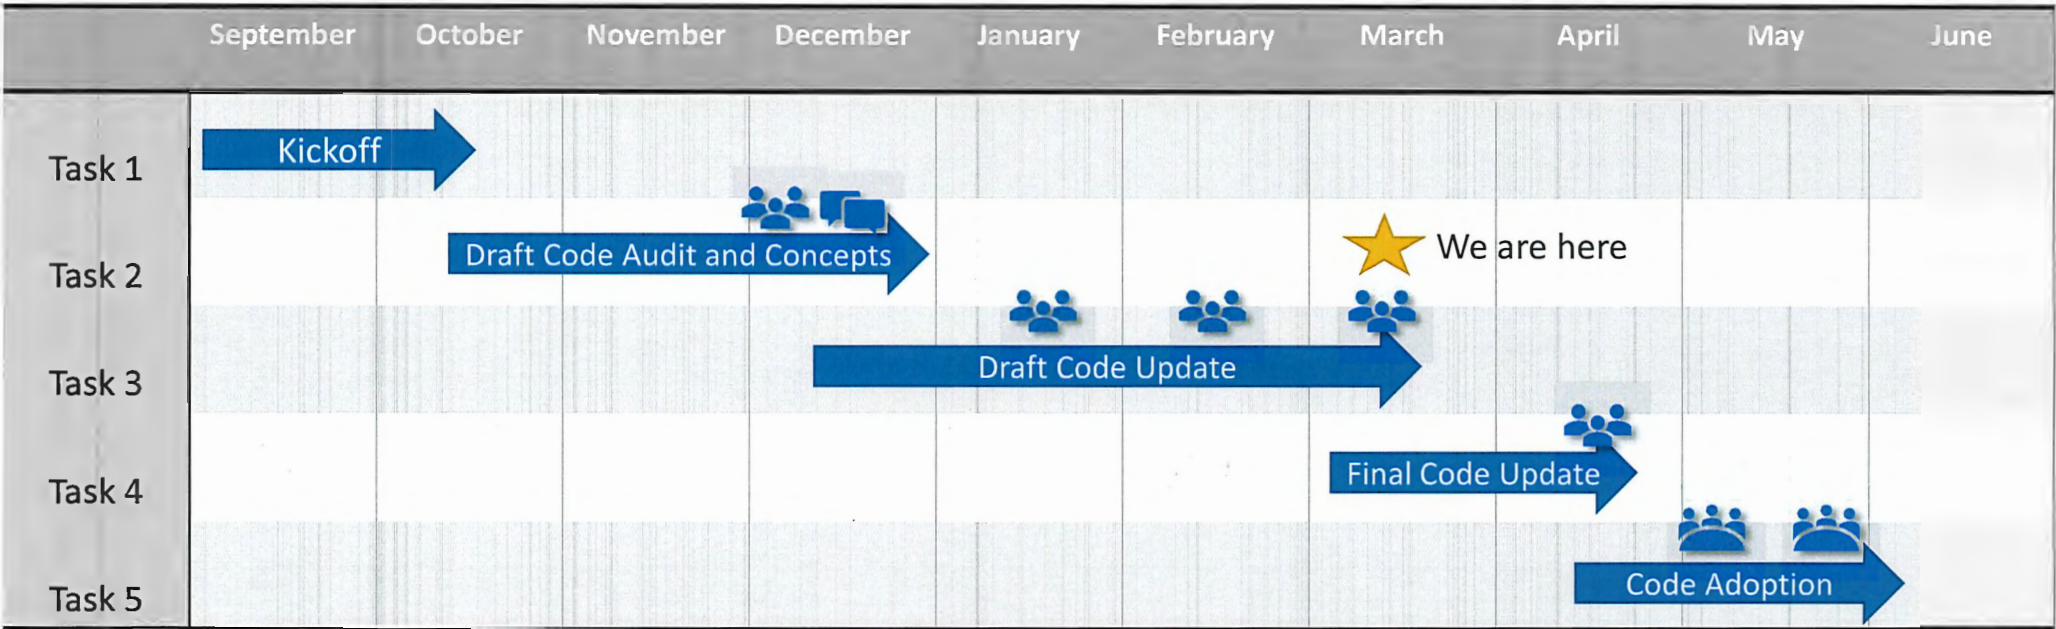 September October November December January February March April May June
Task 1 Kickoff
Task 2 Draft Code Audit and Concepts We are here
Task 3 Draft Code Update
Task 4 Final Code Update
Task 5 Code Adoption